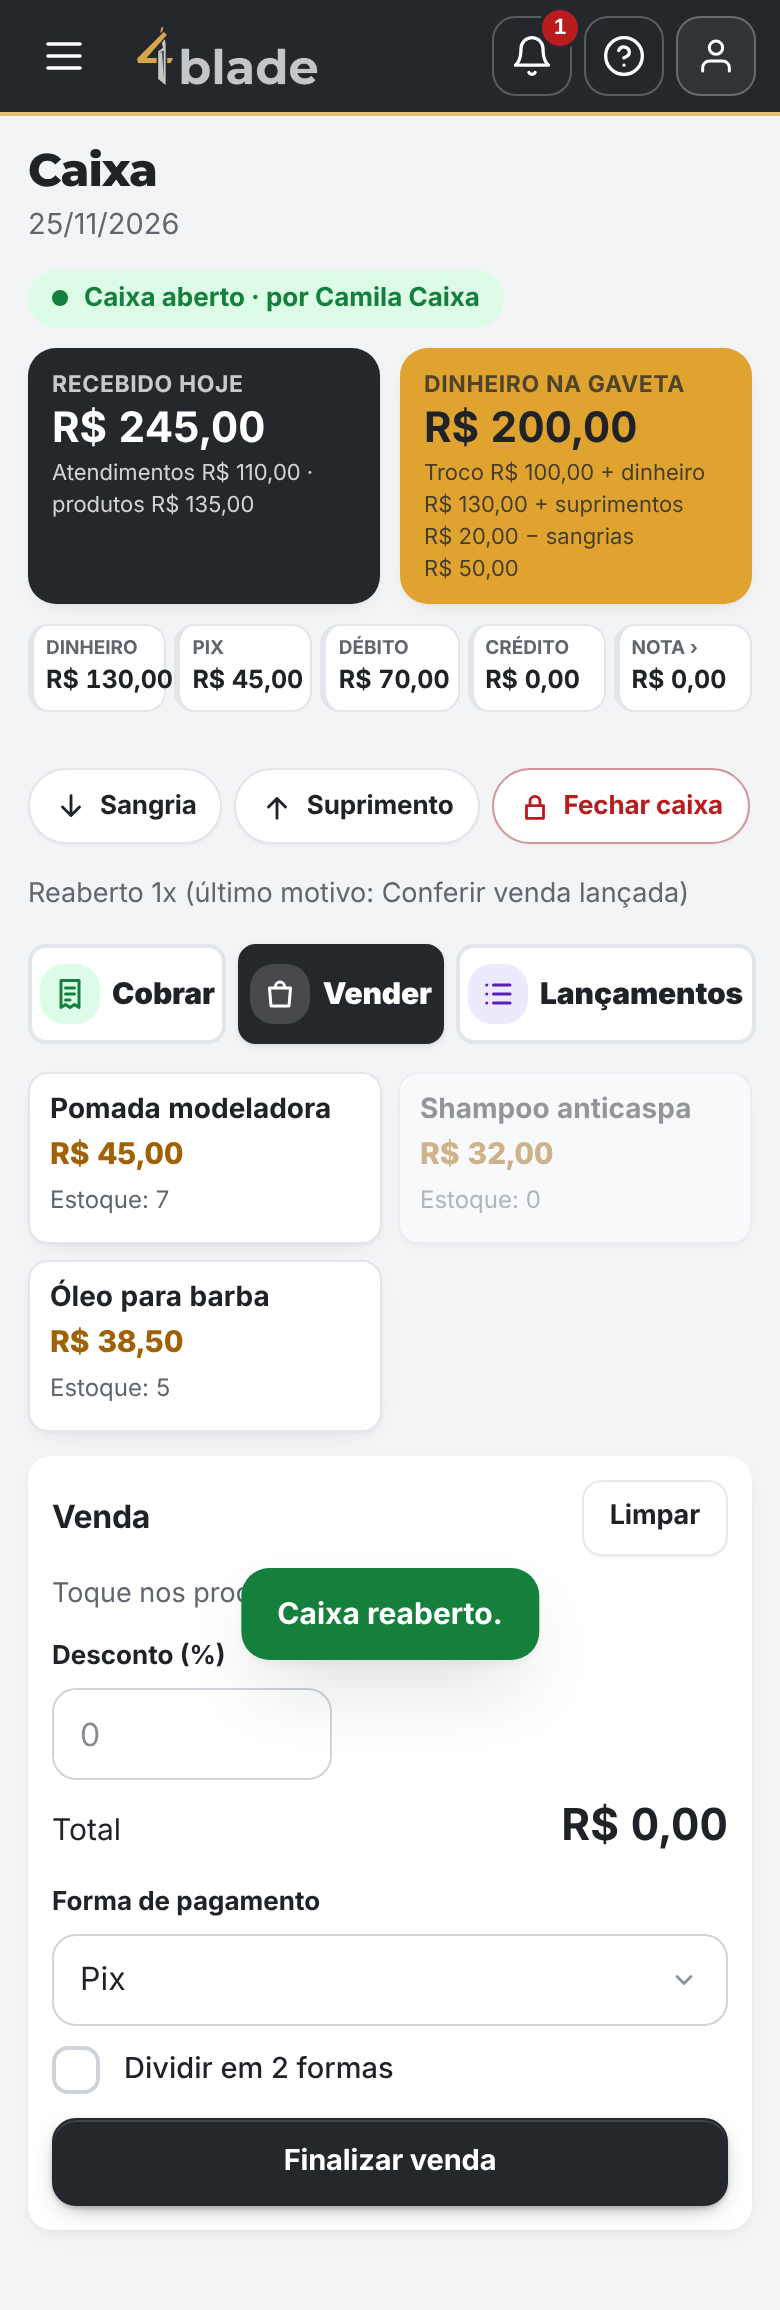 4blade
1
Caixa
25/11/2026
Caixa aberto · por Camila Caixa
RECEBIDO HOJE
R$ 245,00
Atendimentos R$ 110,00 ·
produtos R$ 135,00
DINHEIRO NA GAVETA
R$ 200,00
Troco R$ 100,00 + dinheiro
R$ 130,00 + suprimentos
R$ 20,00 − sangrias
R$ 50,00
DINHEIRO
R$ 130,00
PIX
R$ 45,00
DÉBITO
R$ 70,00
CRÉDITO
R$ 0,00
NOTA ›
R$ 0,00
Sangria
Suprimento
Fechar caixa
Reaberto 1x (último motivo: Conferir venda lançada)
Cobrar
Vender
Lançamentos
Pomada modeladora
R$ 45,00
Estoque: 7
Shampoo anticaspa
R$ 32,00
Estoque: 0
Óleo para barba
R$ 38,50
Estoque: 5
Venda
Limpar
Toque nos
Caixa reaberto.
Desconto (%)
0
Total
R$ 0,00
Forma de pagamento
Pix
Dividir em 2 formas
Finalizar venda